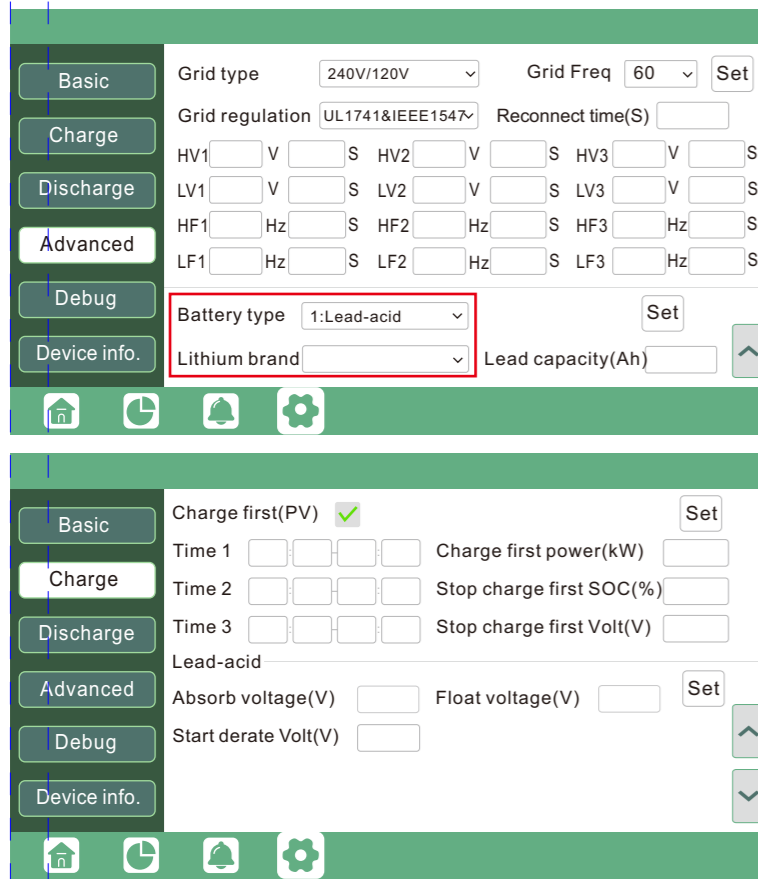 Basic
Charge
Discharge
Advanced
Debug
Device info.
Grid type 240V/120V Grid Freq 60 Set
Grid regulation UL1741&IEEE1547 Reconnect time(S)
HV1 V S HV2 V S HV3 V S
LV1 V S LV2 V S LV3 V S
HF1 Hz S HF2 Hz S HF3 Hz S
LF1 Hz S LF2 Hz S LF3 Hz S
Battery type 1:Lead-acid Set
Lithium brand Lead capacity(Ah)
Basic
Charge
Discharge
Advanced
Debug
Device info.
Charge first(PV) Set
Time 1 : - : Charge first power(kW)
Time 2 : - : Stop charge first SOC(%)
Time 3 : - : Stop charge first Volt(V)
Lead-acid
Absorb voltage(V) Float voltage(V) Set
Start derate Volt(V)